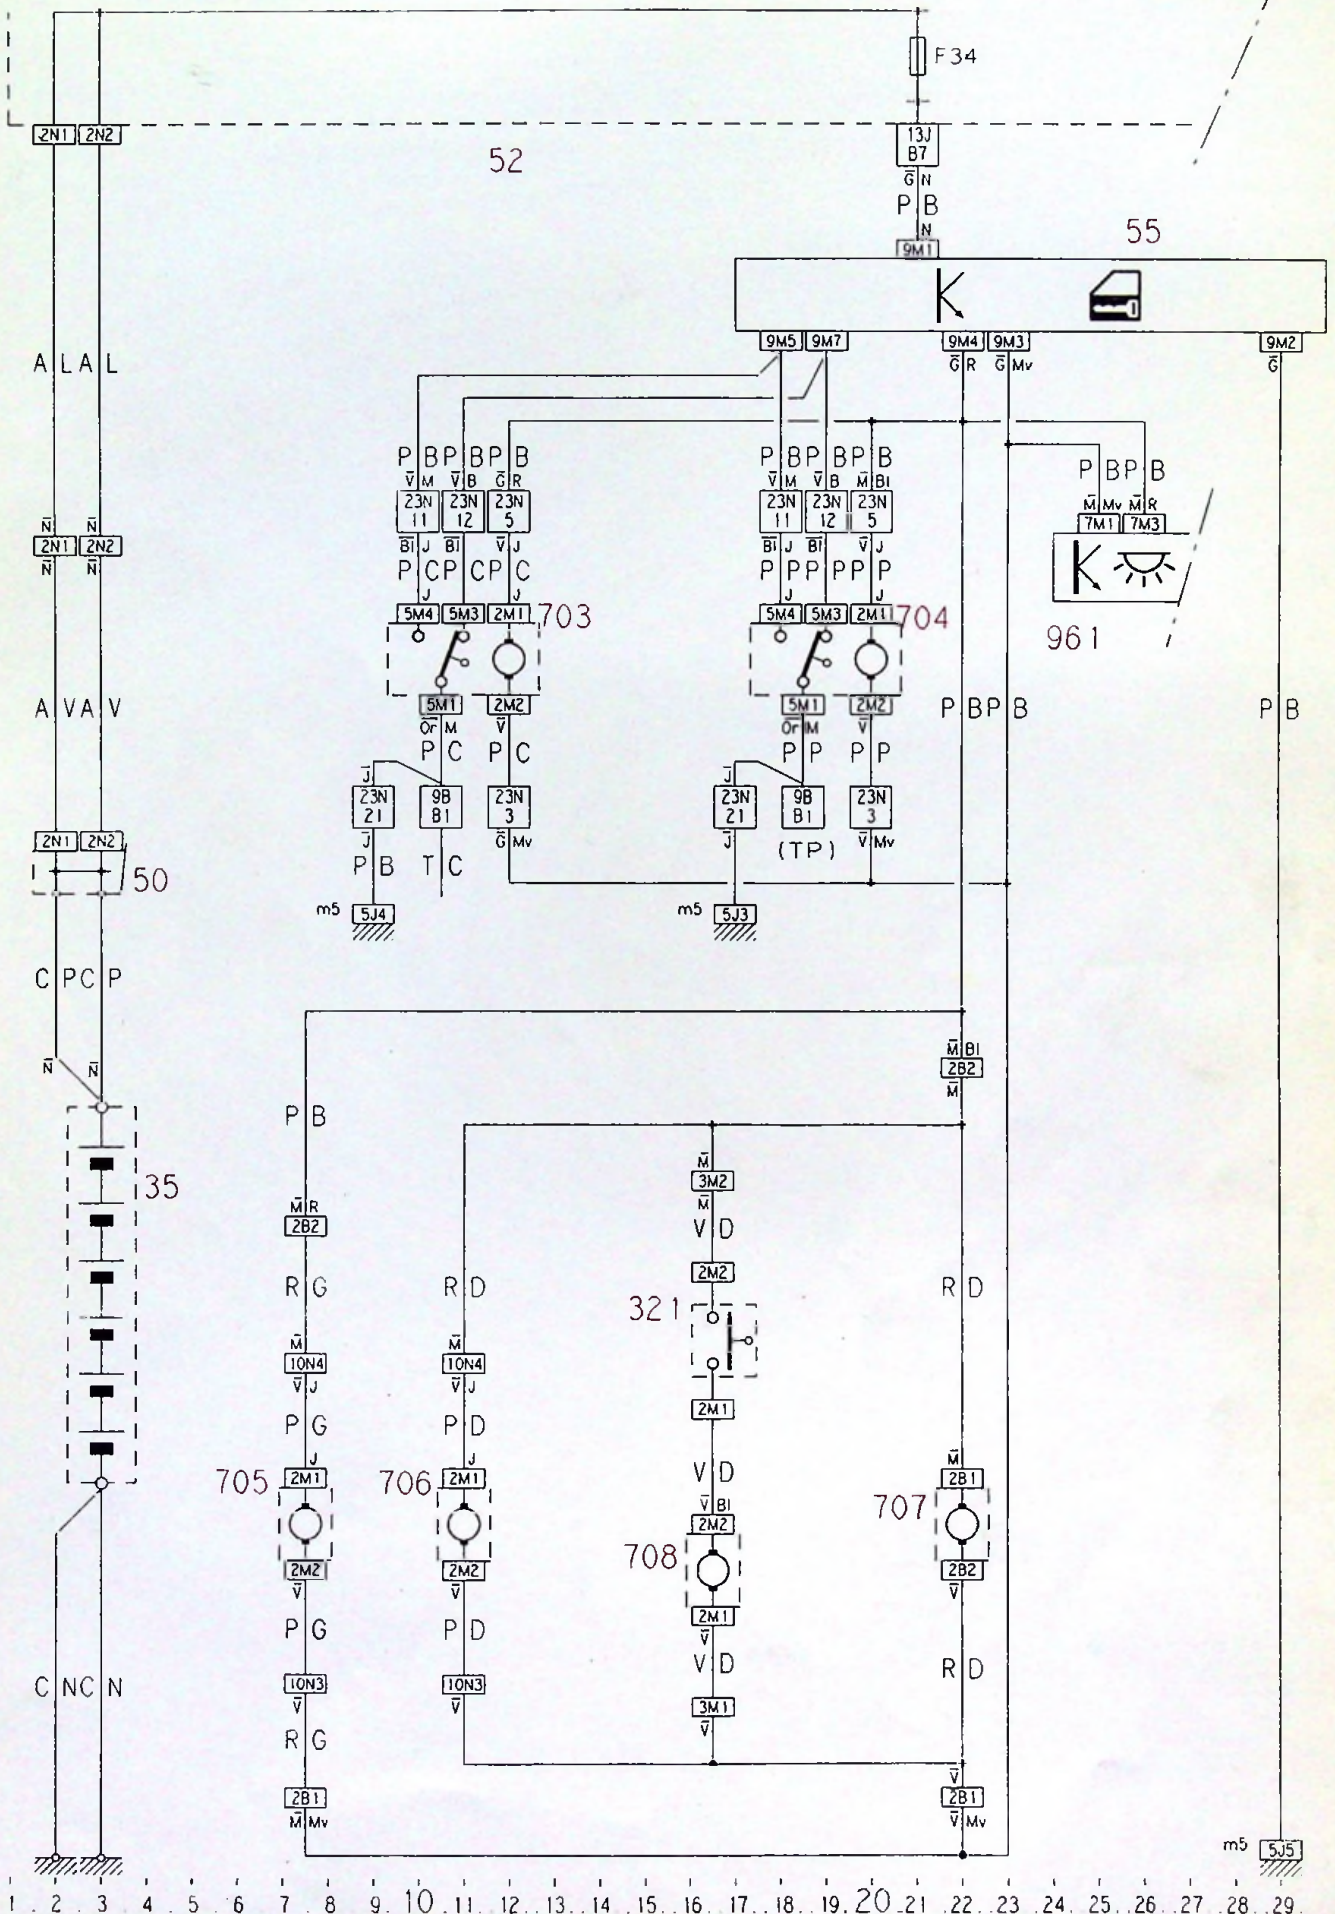 F34
2N1 2N2
13J
B7
52
G̅ N
P B
N
55
9M1
9M5 9M7 9M4 9M3 9M2
G̅ R G̅ Mv G̅
A L A L
P B P B P B P B P B P B
P B P B
V̅ M V̅ B G̅ R V̅ M V̅ B M̅ Bl
M̅ Mv M̅ R
23N 23N 23N 23N 23N 23N
11 12 5 11 12 5
7M1 7M3
N̅ N̅
2N1 2N2
N̅ N̅
B̅l̅ J B̅l̅ V̅ J B̅l̅ J B̅l̅ V̅ J
P C P C P C P P P P P P
J J J J
5M4 5M3 2M1 703 5M4 5M3 2M1 704
961
A V A V
5M1 2M2 5M1 2M2
P B P B P B
O̅r̅ M V̅ O̅r̅ M V̅
P C P C P P P P
J̅ J̅
23N 9B 23N 23N 9B 23N
21 B1 3 21 B1 3
2N1 2N2
J̅ G̅ Mv J̅ V̅ Mv
(TP)
P B T C
50
m5 5J4 m5 5J3
C P C P
M̅ Bl
2B2
M̅
N̅ N̅
P B
M̅
3M2
35
M̅ R M̅
2B2 V D
2M2
R G R D 321 R D
M̅ M̅
10N4 10N4
V̅ J V̅ J
2M1
P G P D
J J M̅
705 2M1 706 2M1 V D 2B1
V̅ Bl
2M2 707
708
2M2 2M2 2B2
V̅ V̅ V̅
2M1
P G P D V̅
V D R D
10N3 10N3
C N C N
V̅ V̅ 3M1
V̅
R G
V̅
2B1 2B1
M̅ Mv V̅ Mv
m5 5J5
1 2 3 4 5 6 7 8 9 10 11 12 13 14 15 16 17 18 19 20 21 22 23 24 25 26 27 28 29